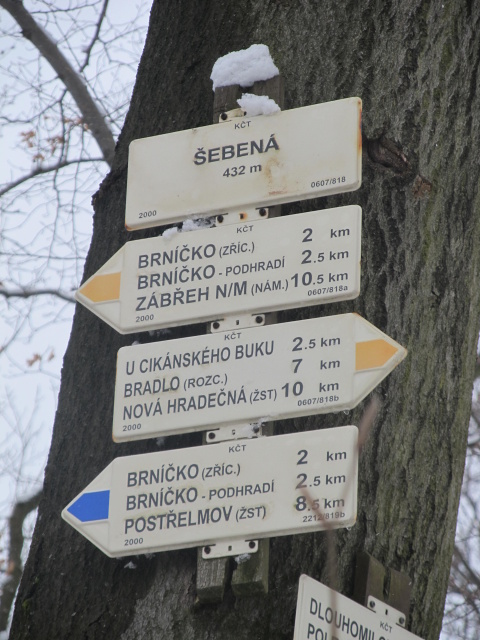 KČT
ŠEBENÁ
432 m
2000 0607/818
KČT
BRNÍČKO (ZŘÍC.) 2 km
BRNÍČKO - PODHRADÍ 2.5 km
ZÁBŘEH N/M (NÁM.) 10.5 km
2000 0607/818a
KČT
U CIKÁNSKÉHO BUKU 2.5 km
BRADLO (ROZC.) 7 km
NOVÁ HRADEČNÁ (ŽST) 10 km
2000 0607/818b
KČT
BRNÍČKO (ZŘÍC.) 2 km
BRNÍČKO - PODHRADÍ 2.5 km
POSTŘELMOV (ŽST) 8.5 km
2000 2212/819b
KČT